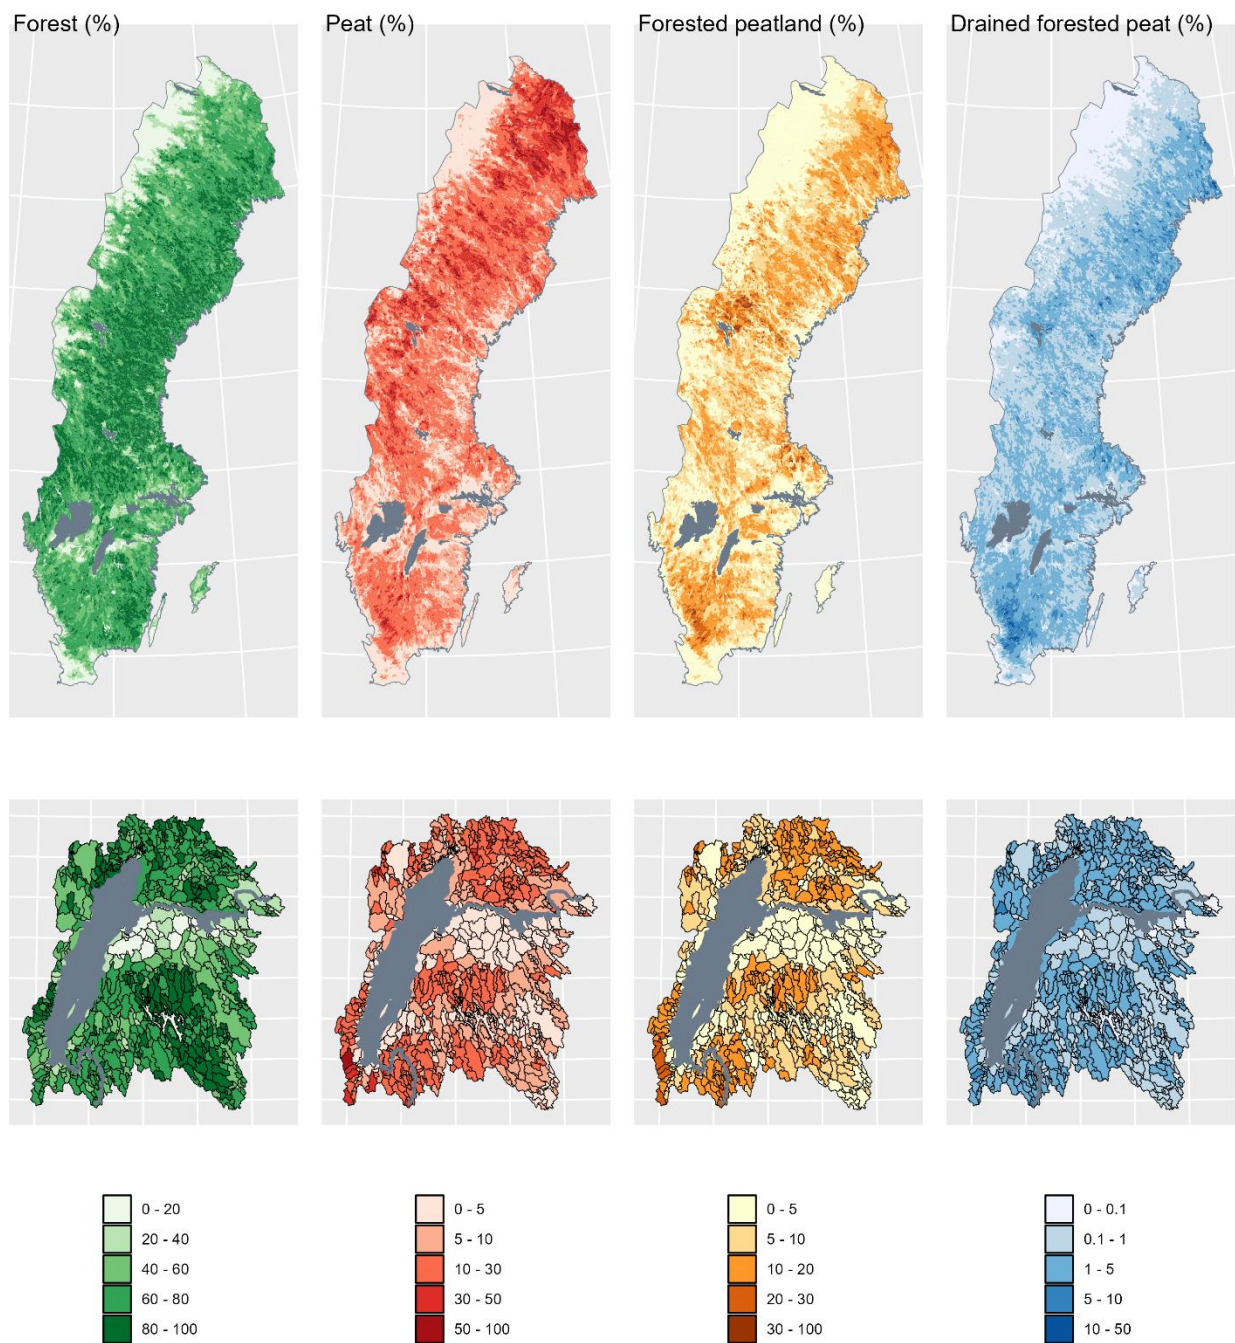 Forest (%) Peat (%) Forested peatland (%) Drained forested peat (%)
0 - 20 0 - 5 0 - 5 0 - 0.1
20 - 40 5 - 10 5 - 10 0.1 - 1
40 - 60 10 - 30 10 - 20 1 - 5
60 - 80 30 - 50 20 - 30 5 - 10
80 - 100 50 - 100 30 - 100 10 - 50